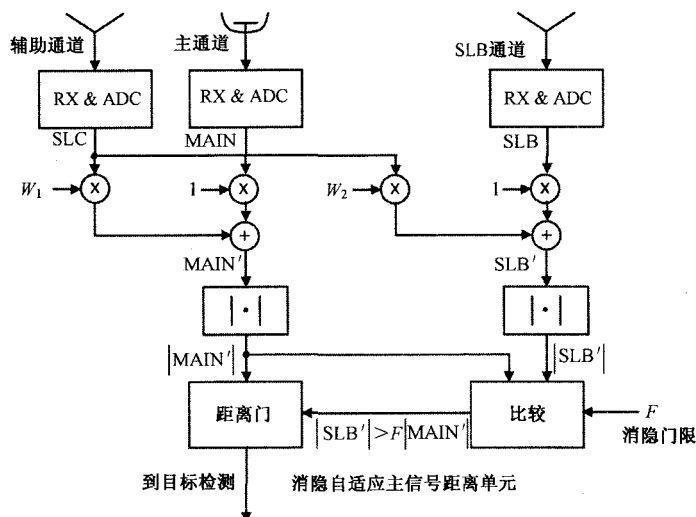 辅助通道
主通道
SLB通道
RX & ADC
RX & ADC
RX & ADC
SLC
MAIN
SLB
W₁
×
1
×
W₂
×
1
×
+
+
MAIN′
SLB′
|·|
|·|
|MAIN′|
|SLB′|
距离门
|SLB′|>F|MAIN′|
比较
F
消隐门限
到目标检测
消隐自适应主信号距离单元